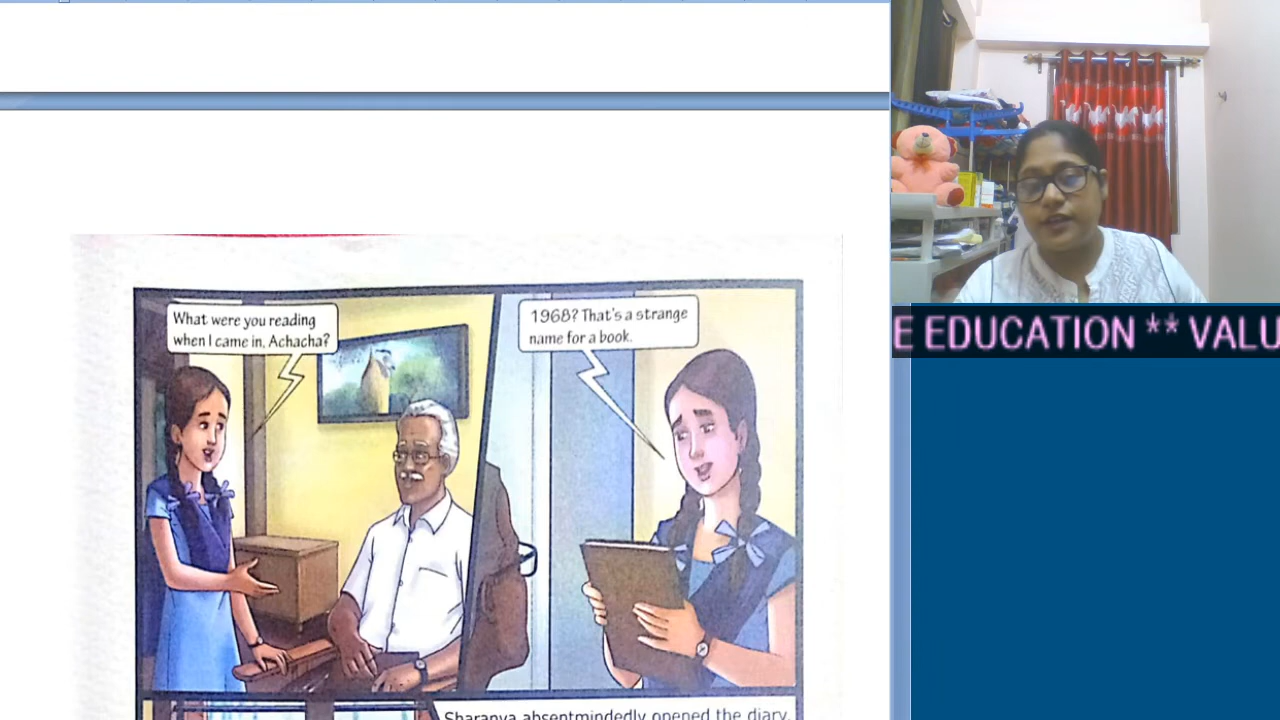 What were you reading
when I came in, Achacha?
1968? That's a strange
name for a book.
E EDUCATION ** VALU
Sharanya absentmindedly opened the diary.